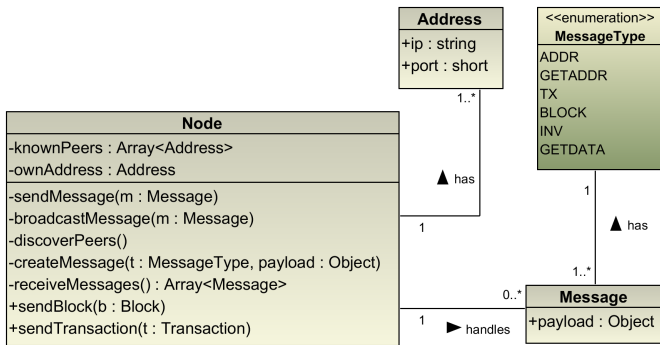 Address
+ip : string
+port : short
<<enumeration>>
MessageType
ADDR
GETADDR
TX
BLOCK
INV
GETDATA
1..*
▲ has
1
Node
-knownPeers : Array<Address>
-ownAddress : Address
-sendMessage(m : Message)
-broadcastMessage(m : Message)
-discoverPeers()
-createMessage(t : MessageType, payload : Object)
-receiveMessages() : Array<Message>
+sendBlock(b : Block)
+sendTransaction(t : Transaction)
1
▲ has
1..*
0..*
1
► handles
Message
+payload : Object